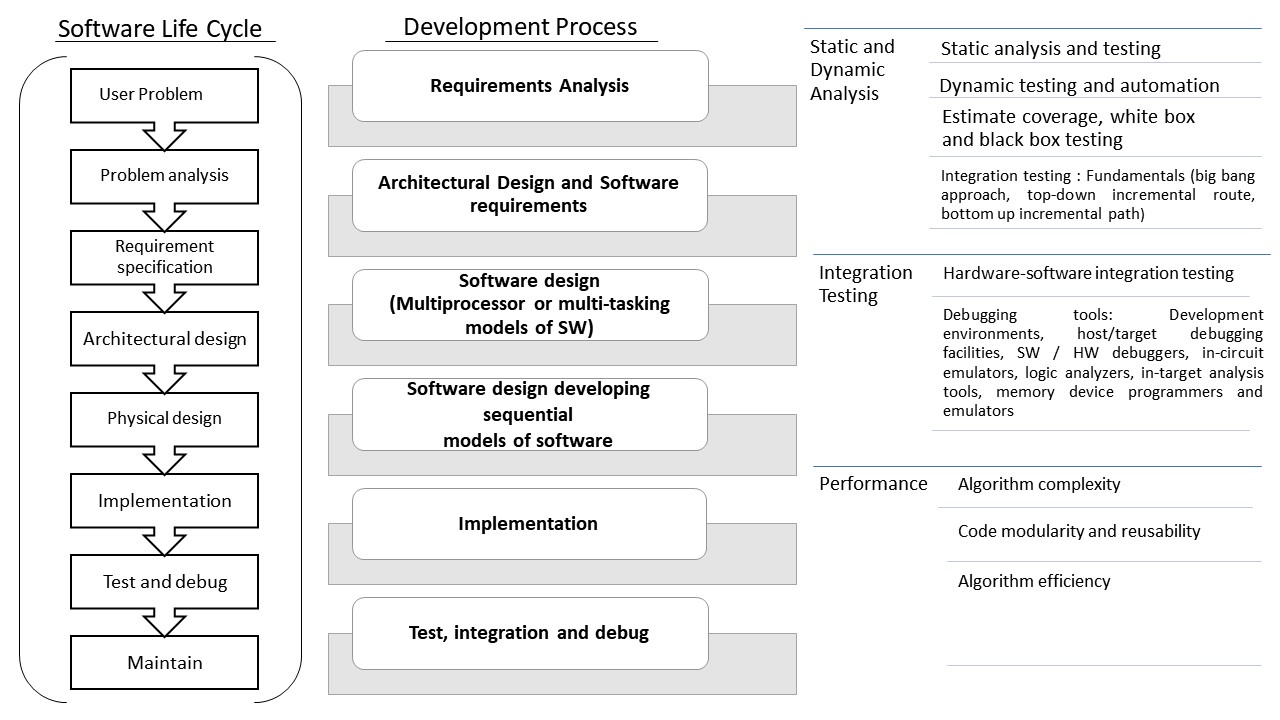 Software Life Cycle
User Problem
Problem analysis
Requirement
specification
Architectural design
Physical design
Implementation
Test and debug
Maintain
Development Process
Requirements Analysis
Architectural Design and Software
requirements
Software design
(Multiprocessor or multi-tasking
models of SW)
Software design developing
sequential
models of software
Implementation
Test, integration and debug
Static and
Dynamic
Analysis
Static analysis and testing
Dynamic testing and automation
Estimate coverage, white box
and black box testing
Integration testing : Fundamentals (big bang
approach, top-down incremental route,
bottom up incremental path)
Integration
Testing
Hardware-software integration testing
Debugging tools: Development
environments, host/target debugging
facilities, SW / HW debuggers, in-circuit
emulators, logic analyzers, in-target analysis
tools, memory device programmers and
emulators
Performance
Algorithm complexity
Code modularity and reusability
Algorithm efficiency